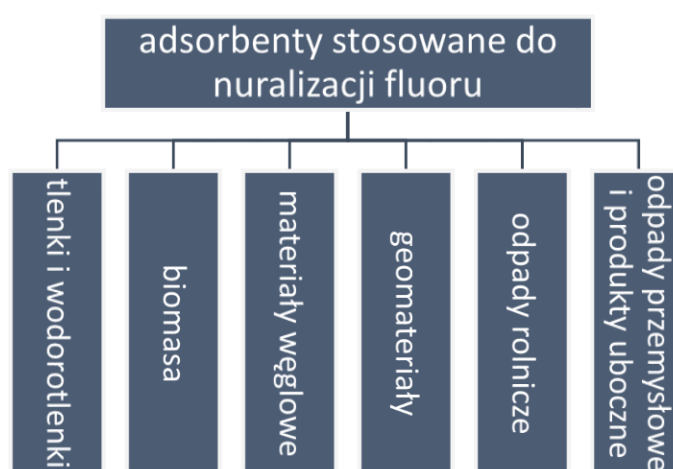 adsorbenty stosowane do
nuralizacji fluoru
tlenki i wodorotlenki
biomasa
materiały węglowe
geomateriały
odpady rolnicze
odpady przemysłowe
i produkty uboczne